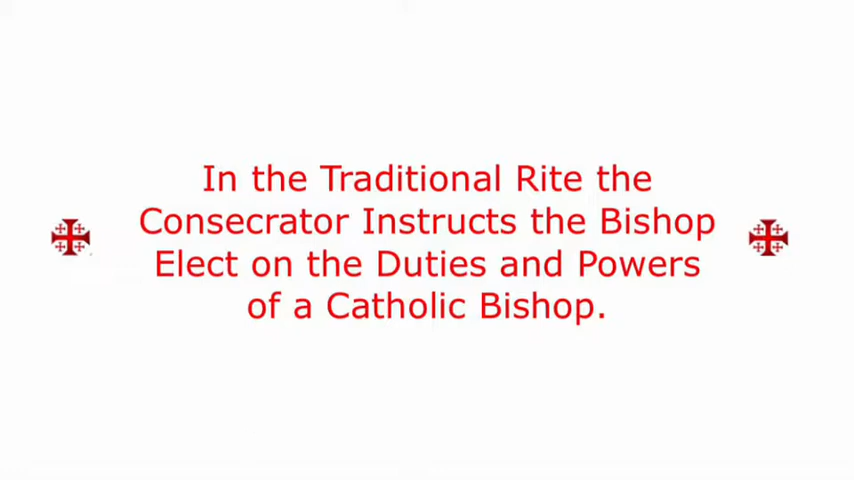 In the Traditional Rite the
Consecrator Instructs the Bishop
Elect on the Duties and Powers
of a Catholic Bishop.